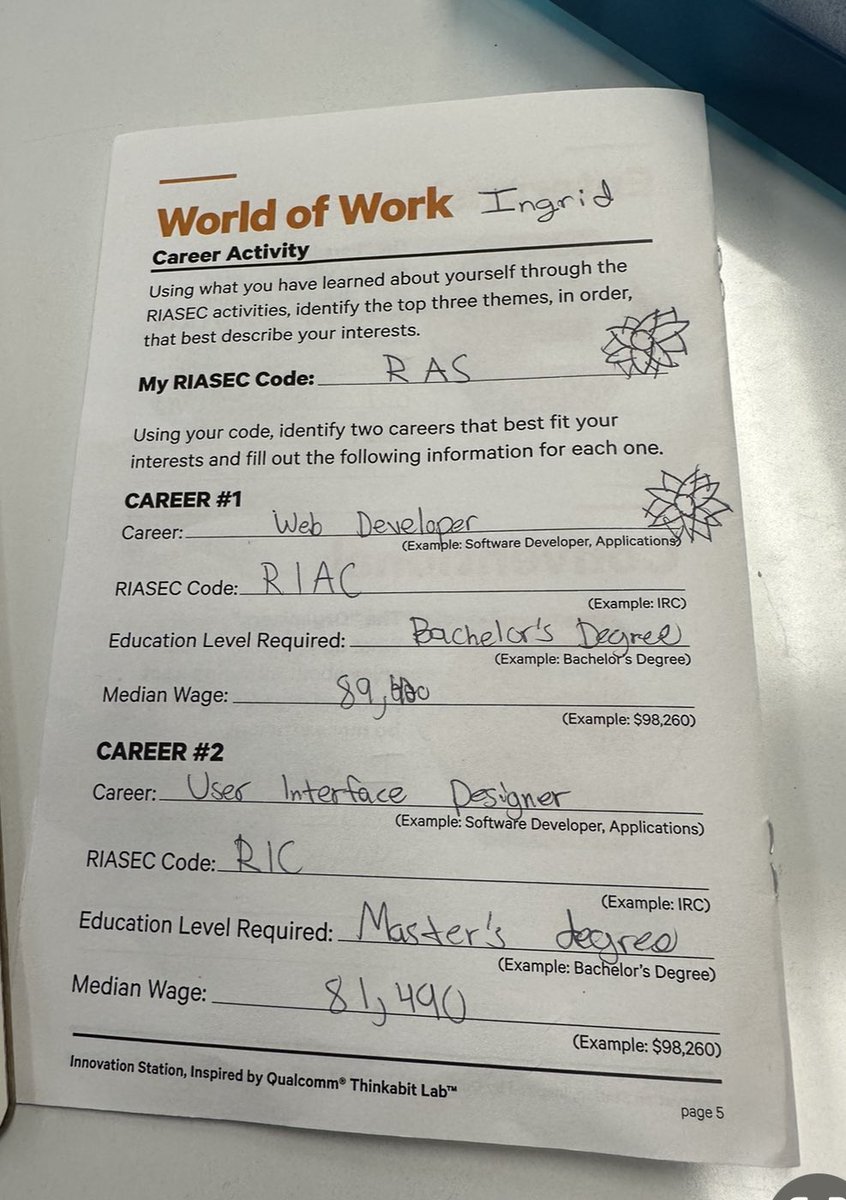 World of Work Ingrid
Career Activity
Using what you have learned about yourself through the
RIASEC activities, identify the top three themes, in order,
that best describe your interests.
My RIASEC Code: RAS
Using your code, identify two careers that best fit your
interests and fill out the following information for each one.
CAREER #1
Career: Web Developer
(Example: Software Developer, Applications)
RIASEC Code: RIAC
(Example: IRC)
Education Level Required: Bachelor's Degree
(Example: Bachelor's Degree)
Median Wage:
(Example: $98,260)
CAREER #2
Career: User Interface Designer
(Example: Software Developer, Applications)
RIASEC Code: RIC
(Example: IRC)
Education Level Required: Master's degree
(Example: Bachelor's Degree)
Median Wage: 81,490
(Example: $98,260)
Innovation Station, Inspired by Qualcomm® Thinkabit Lab™
page 5